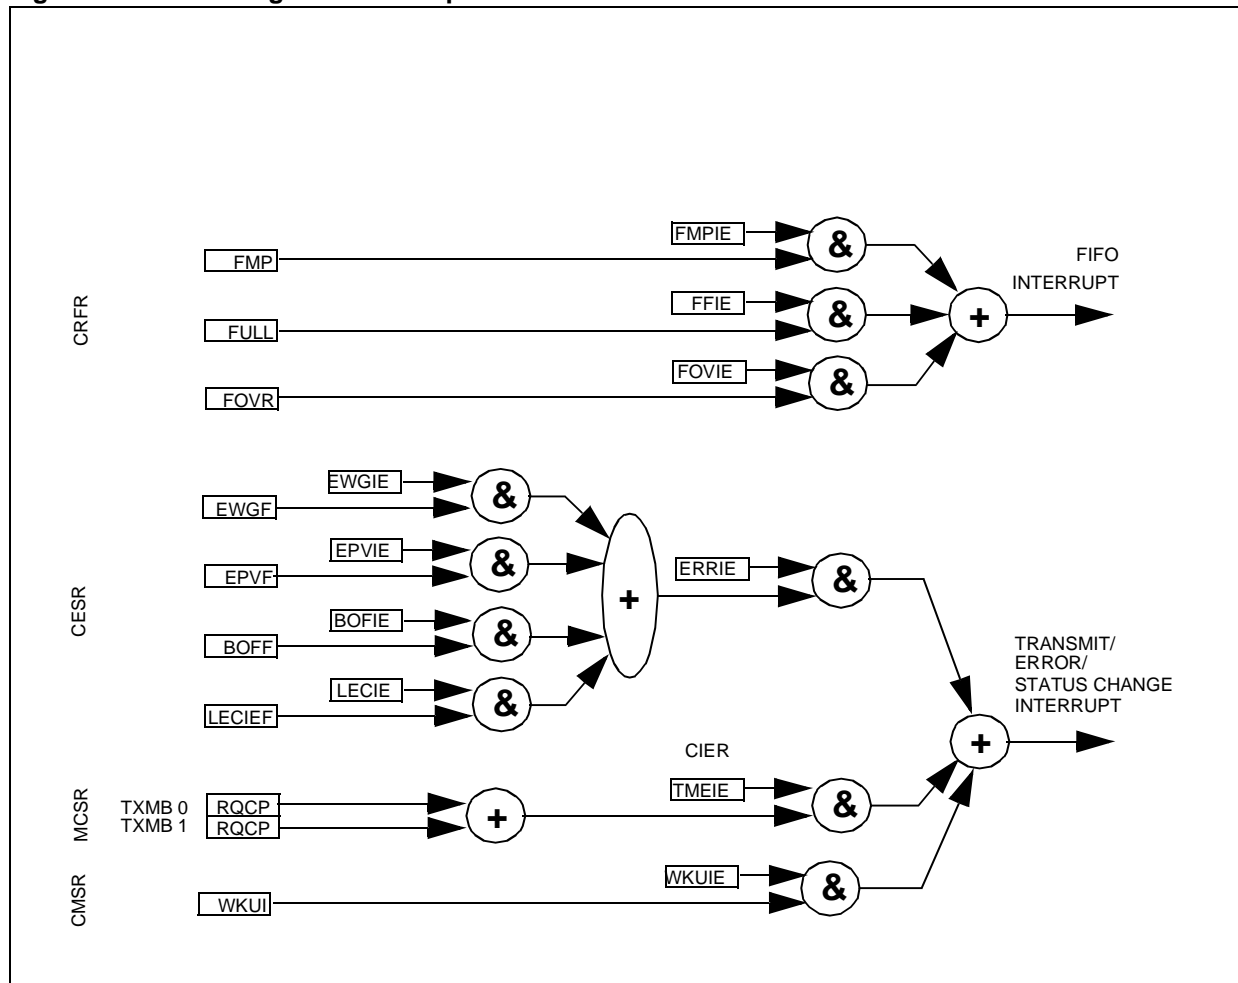 FMPIE
FMP
&
FIFO
INTERRUPT
CRFR
FFIE
FULL
&
+
FOVIE
FOVR
&
EWGIE
EWGF
&
EPVIE
EPVF
&
CESR
+
ERRIE
&
BOFIE
BOFF
&
LECIE
LECIEF
&
TRANSMIT/
ERROR/
STATUS CHANGE
INTERRUPT
+
CIER
MCSR
TXMB 0
RQCP
TXMB 1
RQCP
+
TMEIE
&
CMSR
WKUI
WKUIE
&